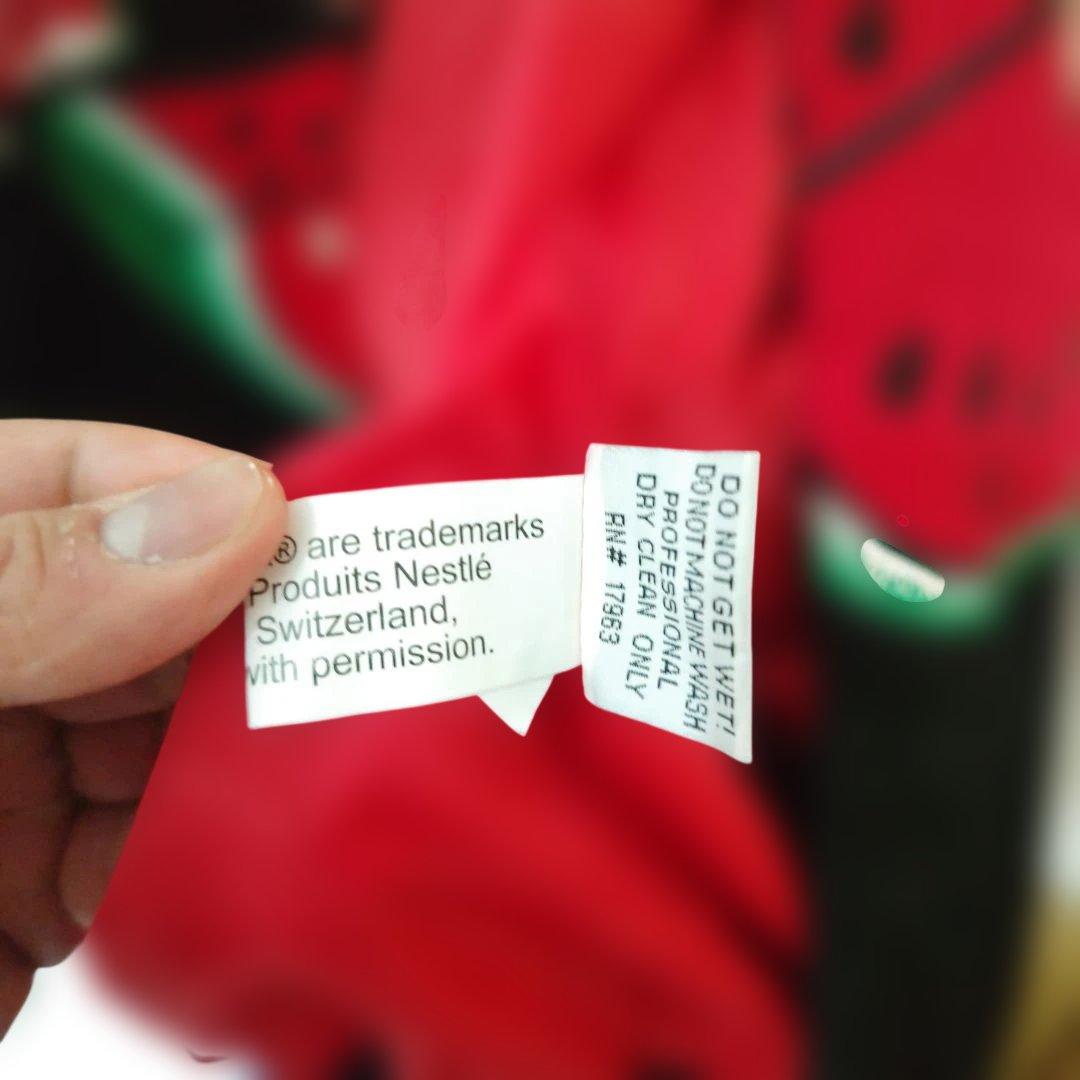 ® are trademarks
Produits Nestlé
Switzerland,
with permission.
DO NOT GET WET!
DO NOT MACHINE WASH
PROFESSIONAL
DRY CLEAN ONLY
RN# 17963